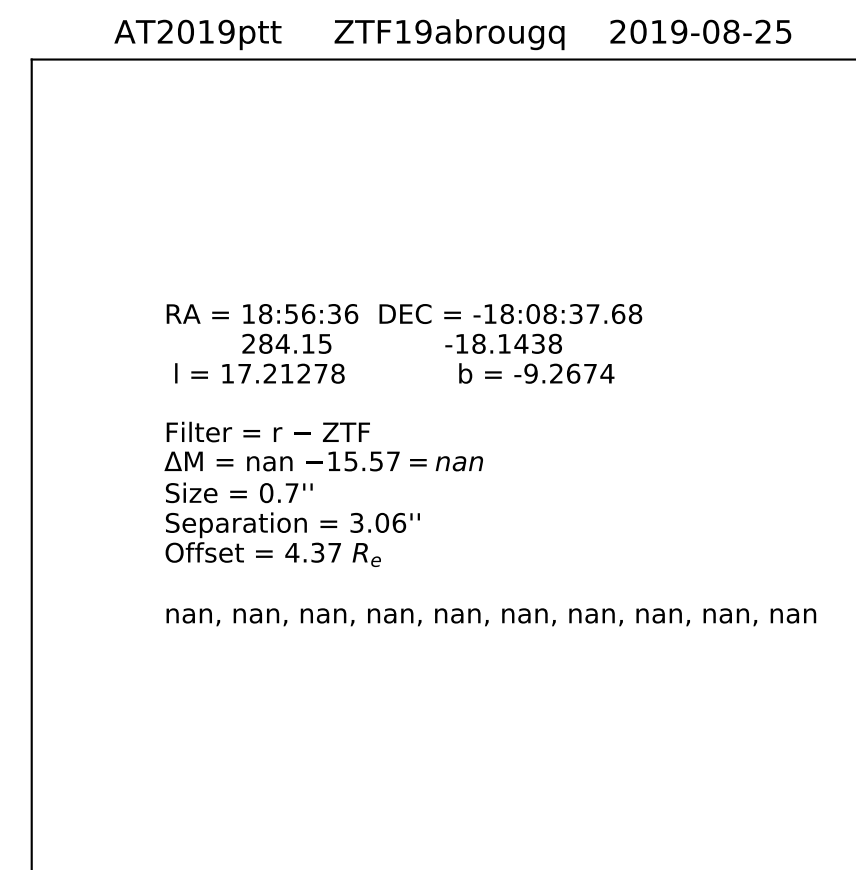 AT2019ptt ZTF19abrougq 2019-08-25
RA = 18:56:36 DEC = -18:08:37.68
284.15 -18.1438
l = 17.21278 b = -9.2674
Filter = r − ZTF
ΔM = nan −15.57 = nan
Size = 0.7''
Separation = 3.06''
Offset = 4.37 Rₑ
nan, nan, nan, nan, nan, nan, nan, nan, nan, nan